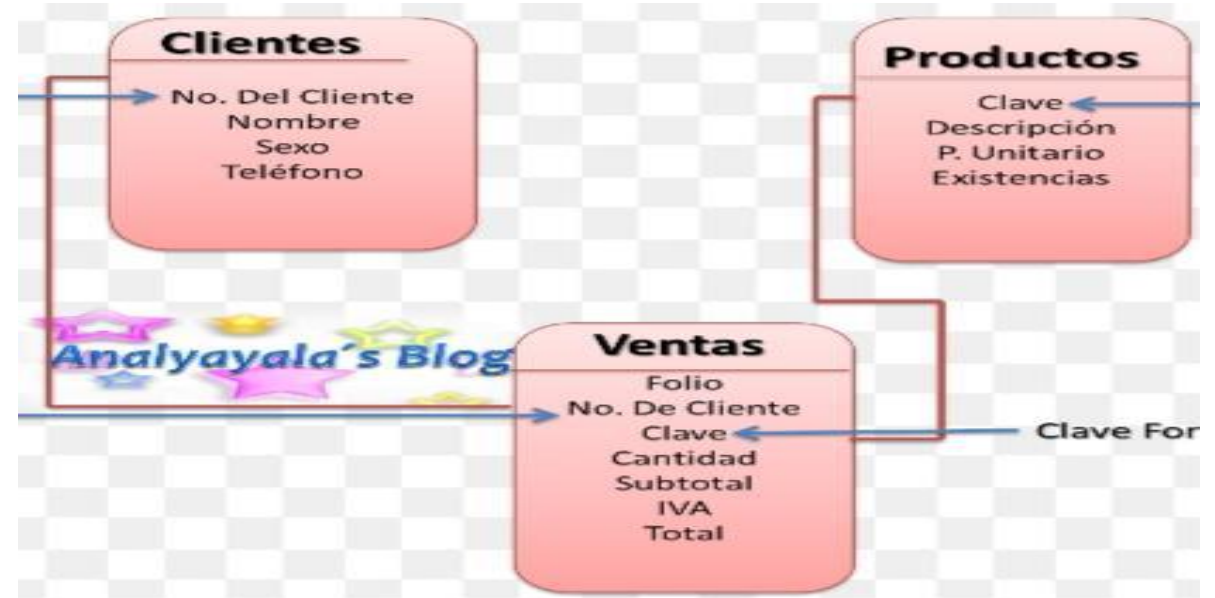 Clientes
No. Del Cliente
Nombre
Sexo
Teléfono
Productos
Clave
Descripción
P. Unitario
Existencias
Analyayala´s Blog
Ventas
Folio
No. De Cliente
Clave
Cantidad
Subtotal
IVA
Total
Clave For